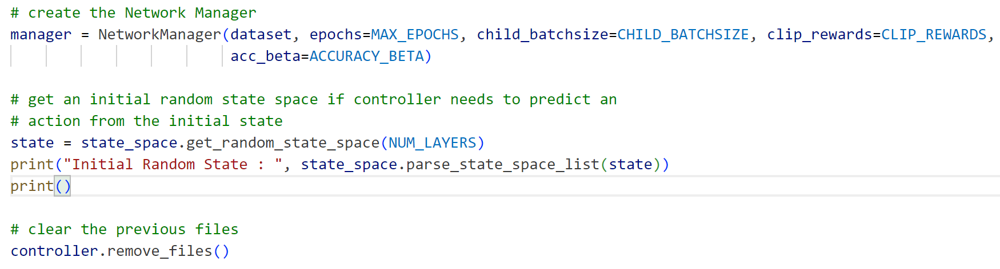 # create the Network Manager
manager = NetworkManager(dataset, epochs=MAX_EPOCHS, child_batchsize=CHILD_BATCHSIZE, clip_rewards=CLIP_REWARDS,
                         acc_beta=ACCURACY_BETA)

# get an initial random state space if controller needs to predict an
# action from the initial state
state = state_space.get_random_state_space(NUM_LAYERS)
print("Initial Random State : ", state_space.parse_state_space_list(state))
print()

# clear the previous files
controller.remove_files()